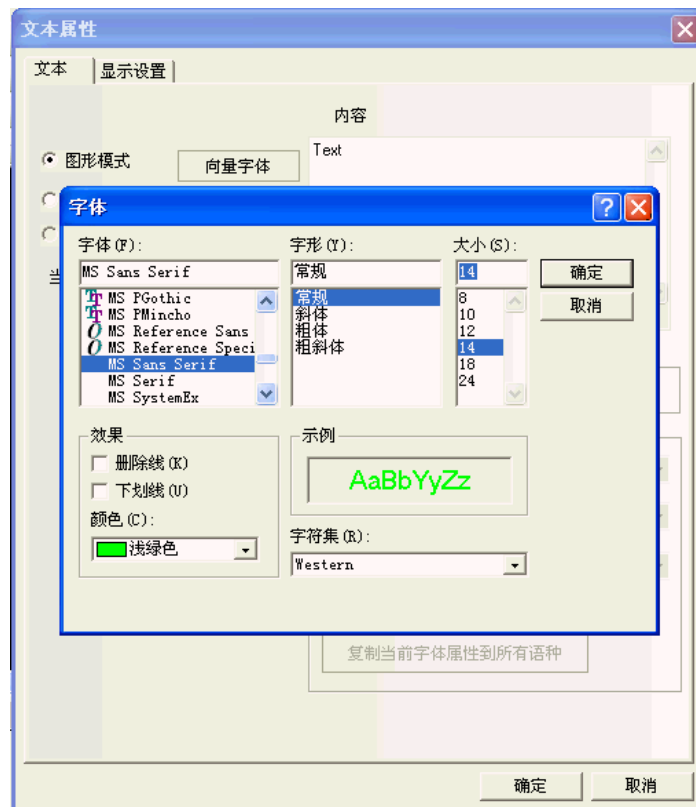 文本属性
文本
显示设置
内容
图形模式
向量字体
Text
字体
字体(F):
字形(Y):
大小(S):
MS Sans Serif
常规
14
确定
MS PGothic
常规
8
取消
MS PMincho
斜体
10
MS Reference Sans
粗体
12
MS Reference Speci
粗斜体
14
MS Sans Serif
18
MS Serif
24
MS SystemEx
效果
示例
删除线(K)
AaBbYyZz
下划线(U)
颜色(C):
字符集(R):
浅绿色
Western
复制当前字体属性到所有语种
确定
取消